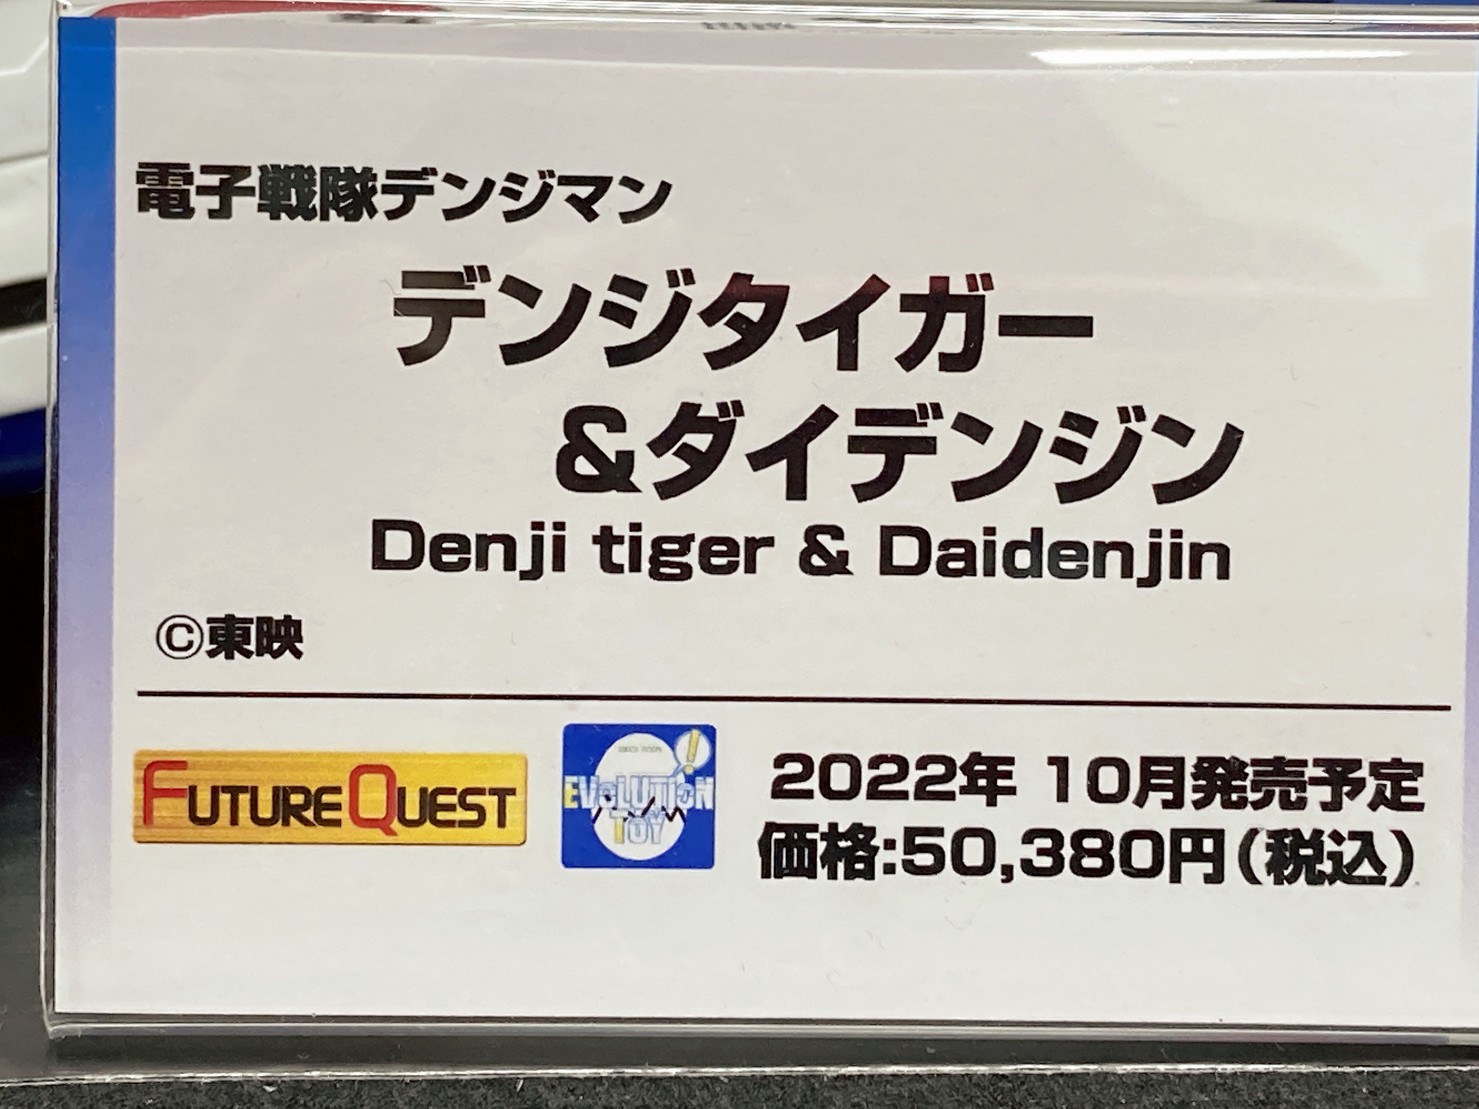 電子戦隊デンジマン
デンジタイガー
&ダイデンジン
Denji tiger & Daidenjin
©東映
FUTURE QUEST
EVOLUTION
TOY
2022年 10月発売予定
価格:50,380円(税込)